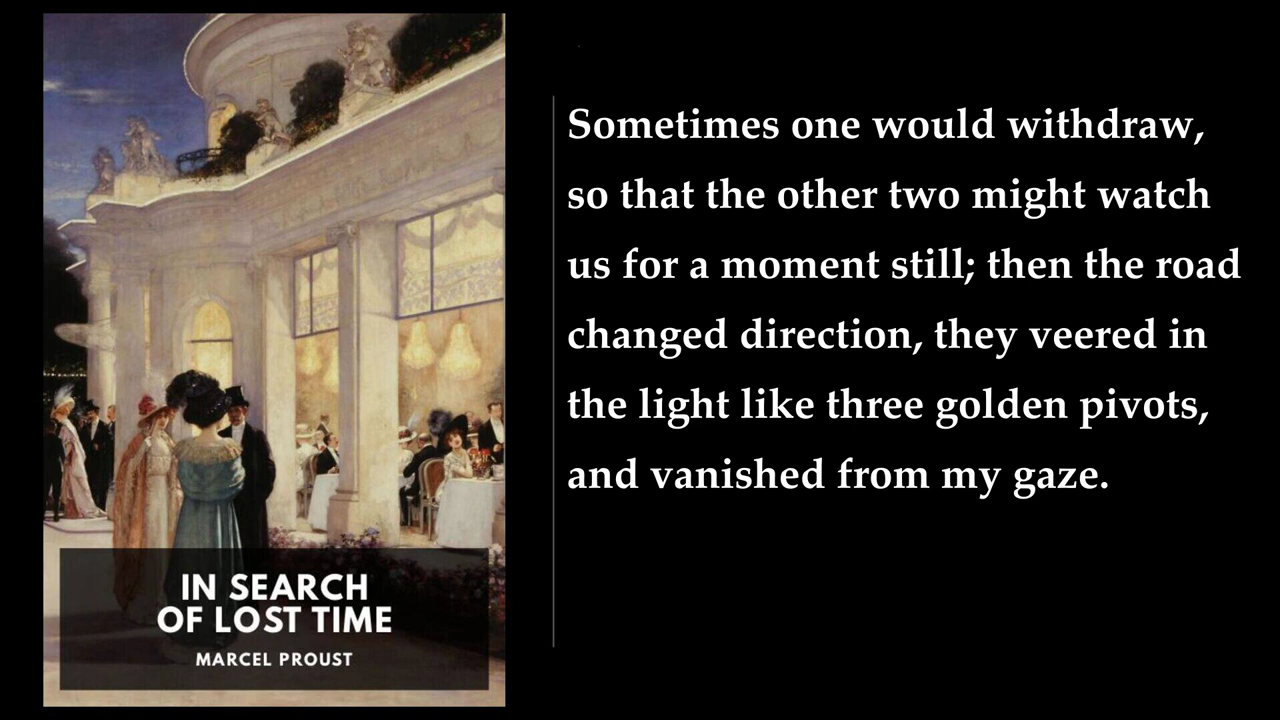 IN SEARCH
OF LOST TIME
MARCEL PROUST
Sometimes one would withdraw,
so that the other two might watch
us for a moment still; then the road
changed direction, they veered in
the light like three golden pivots,
and vanished from my gaze.